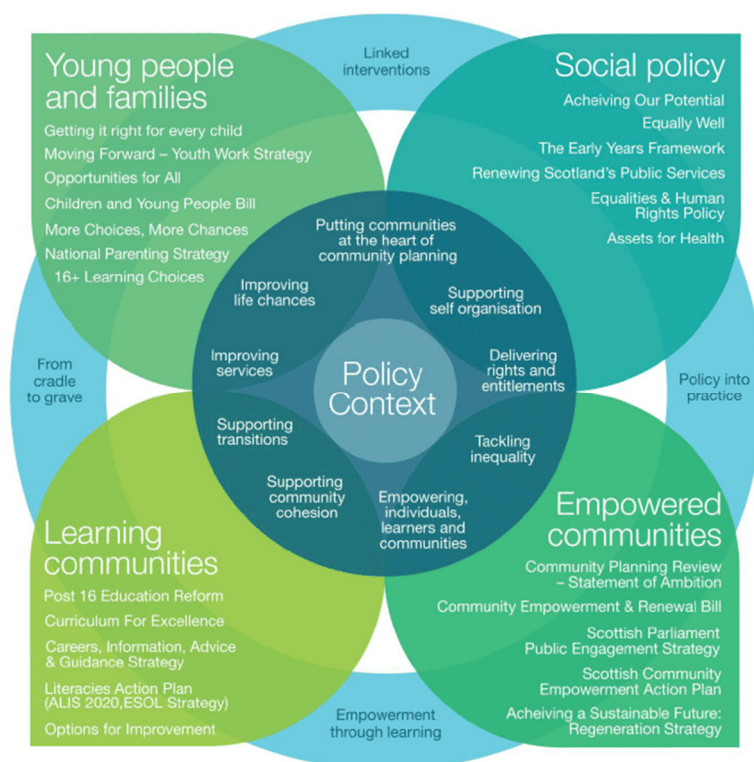 Linked
interventions
Young people
and families
Getting it right for every child
Moving Forward – Youth Work Strategy
Opportunities for All
Children and Young People Bill
More Choices, More Chances
National Parenting Strategy
16+ Learning Choices
Social policy
Acheiving Our Potential
Equally Well
The Early Years Framework
Renewing Scotland's Public Services
Equalities & Human
Rights Policy
Assets for Health
Putting communities
at the heart of
community planning
Improving
life chances
Supporting
self organisation
Improving
services
Delivering
rights and
entitlements
Policy
Context
Supporting
transitions
Tackling
inequality
Supporting
community
cohesion
Empowering,
individuals,
learners and
communities
From
cradle
to grave
Policy into
practice
Learning
communities
Post 16 Education Reform
Curriculum For Excellence
Careers, Information, Advice
& Guidance Strategy
Literacies Action Plan
(ALIS 2020,ESOL Strategy)
Options for Improvement
Empowered
communities
Community Planning Review
– Statement of Ambition
Community Empowerment & Renewal Bill
Scottish Parliament
Public Engagement Strategy
Scottish Community
Empowerment Action Plan
Acheiving a Sustainable Future:
Regeneration Strategy
Empowerment
through learning